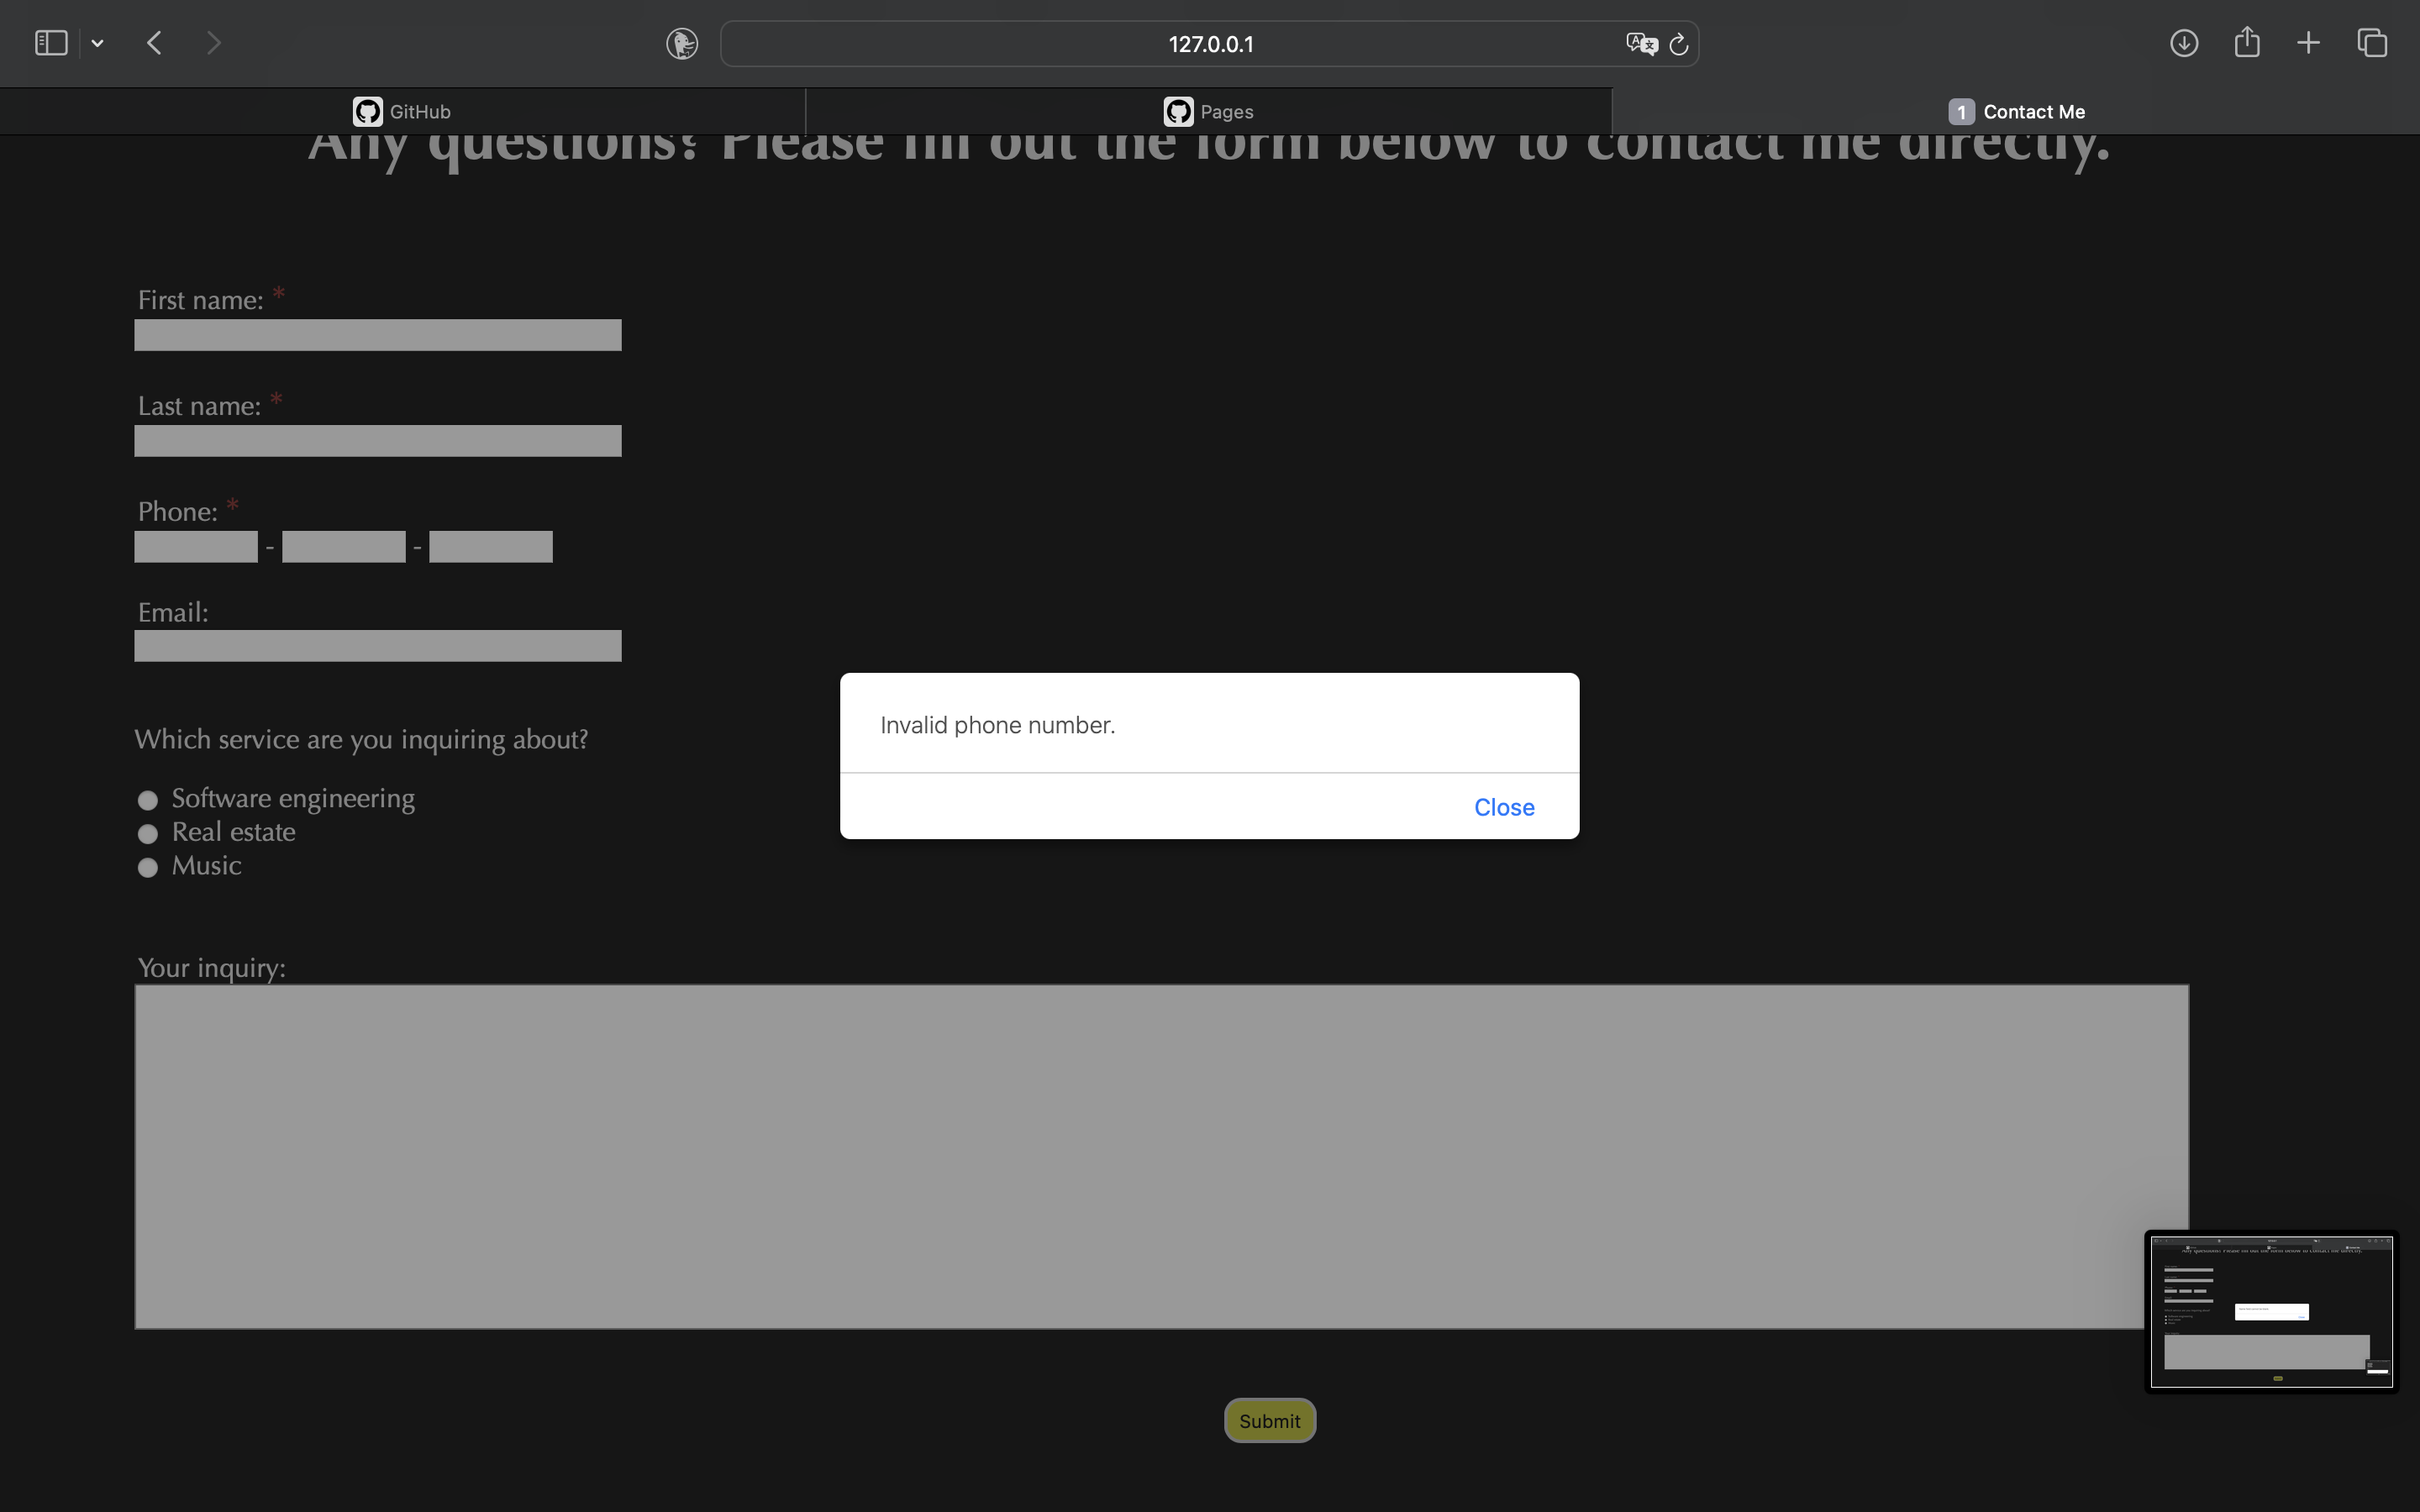 127.0.0.1
GitHub
Pages
1 Contact Me
Any questions? Please fill out the form below to contact me directly.
First name: *
Last name: *
Phone: *
- -
Email:
Invalid phone number.
Which service are you inquiring about?
Close
Software engineering
Real estate
Music
Your inquiry:
Submit